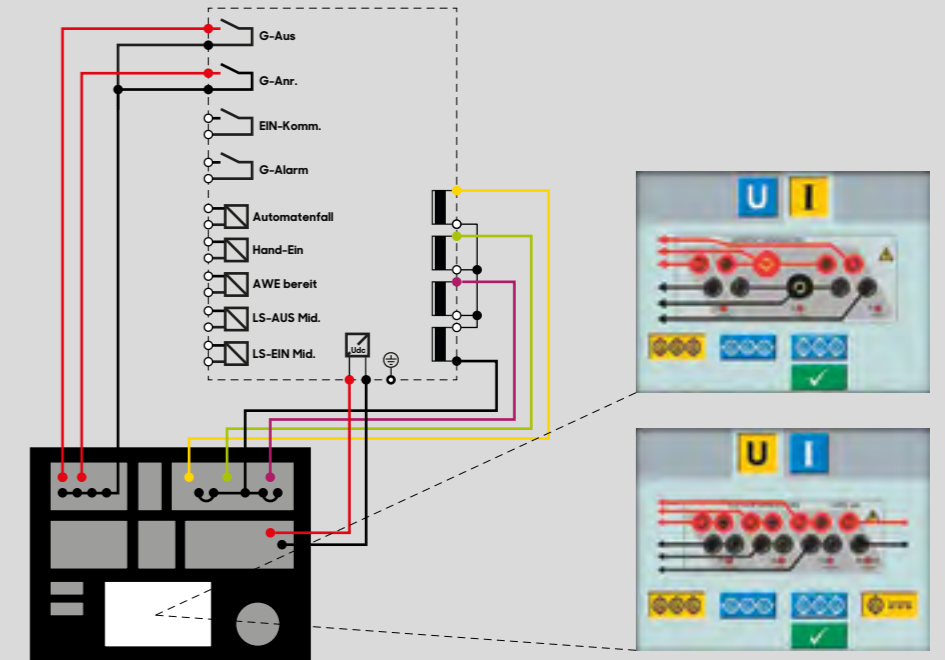 G-Aus
G-Anr.
EIN-Komm.
G-Alarm
Automatenfall
Hand-Ein
AWE bereit
LS-AUS Mid.
LS-EIN Mid.
Udc
U I
U I